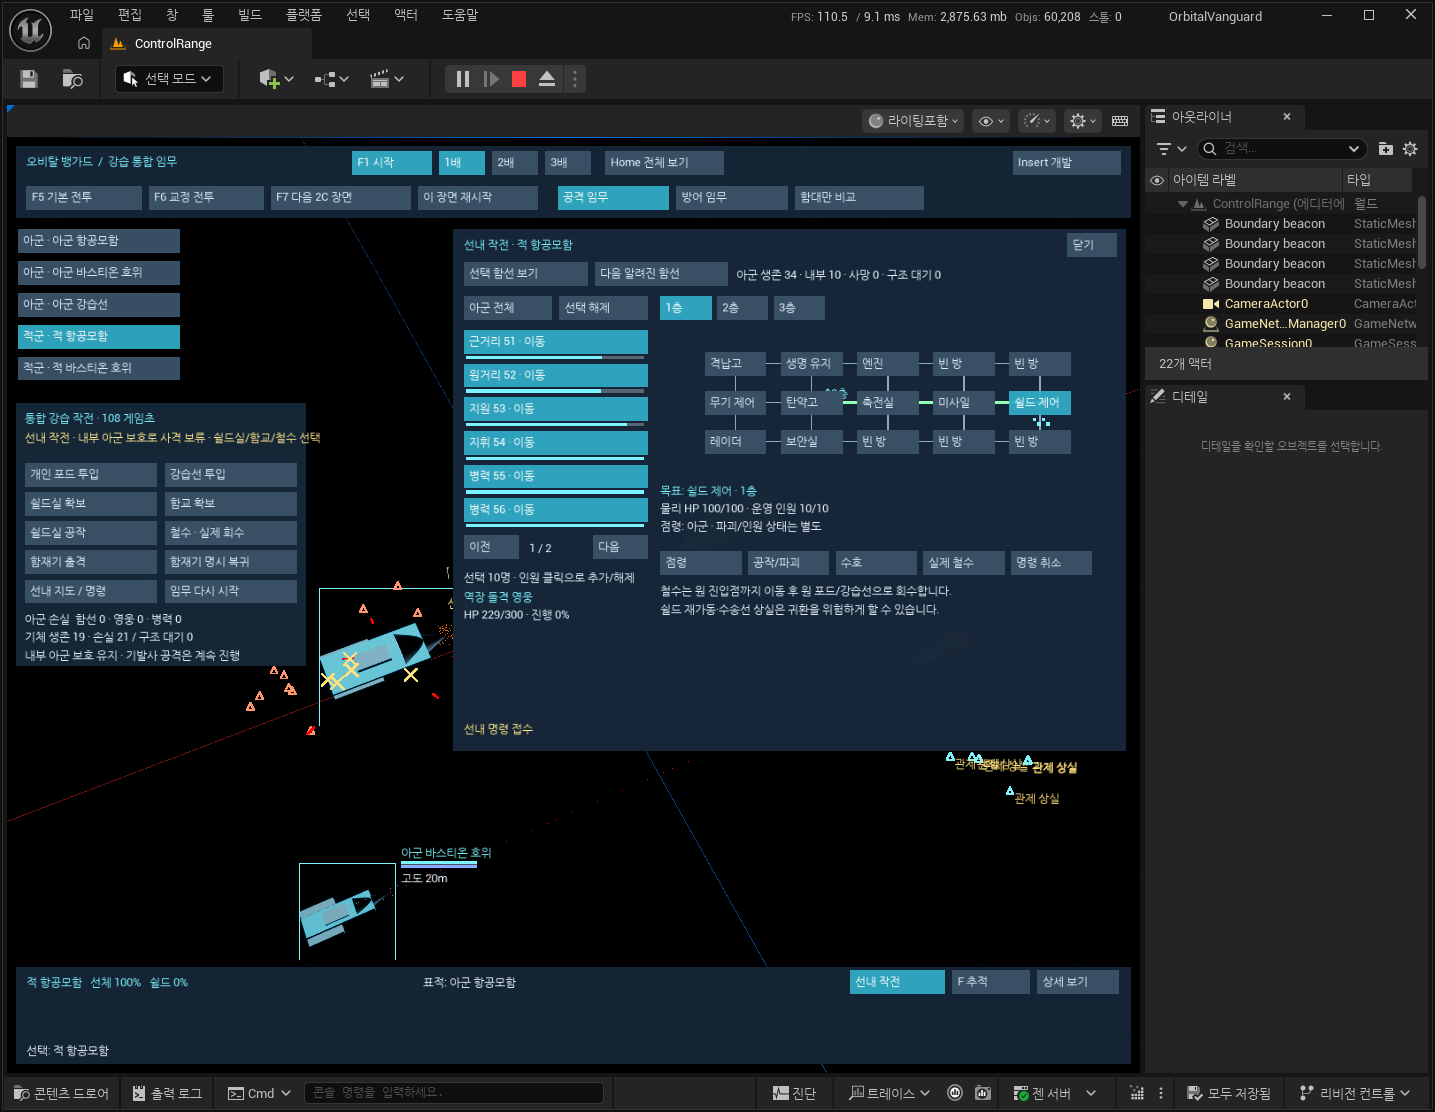 파일 편집 창 툴 빌드 플랫폼 선택 액터 도움말
FPS: 110.5 / 9.1 ms Mem: 2,875.63 mb Objs: 60,208 스톨: 0
OrbitalVanguard
ControlRange
선택 모드
라이팅포함
오비탈 뱅가드 / 강습 통합 임무
F1 시작 1배 2배 3배 Home 전체 보기 Insert 개발
F5 기본 전투 F6 교정 전투 F7 다음 2C 장면 이 장면 재시작 공격 임무 방어 임무 함대만 비교
아군 · 아군 항공모함
아군 · 아군 바스티온 호위
아군 · 아군 강습선
적군 · 적 항공모함
적군 · 적 바스티온 호위
통합 강습 작전 · 108 게임초
선내 작전 · 내부 아군 보호로 사격 보류 · 쉴드실/함교/철수 선택
개인 포드 투입 강습선 투입
쉴드실 확보 함교 확보
쉴드실 공작 철수 · 실제 회수
함재기 출격 함재기 명시 복귀
선내 지도 / 명령 임무 다시 시작
아군 손실 함선 0 · 영웅 0 · 병력 0
기체 생존 19 · 손실 21 / 구조 대기 0
내부 아군 보호 유지 · 기발사 공격은 계속 진행
선내 작전 · 적 항공모함
닫기
선택 함선 보기 다음 알려진 함선 아군 생존 34 · 내부 10 · 사망 0 · 구조 대기 0
아군 전체 선택 해제 1층 2층 3층
근거리 51 · 이동
원거리 52 · 이동
지원 53 · 이동
지휘 54 · 이동
병력 55 · 이동
병력 56 · 이동
이전 1 / 2 다음
선택 10명 · 인원 클릭으로 추가/해제
역장 돌격 영웅
HP 229/300 · 진행 0%
격납고 생명 유지 엔진 빈 방 빈 방
무기 제어 탄약고 축전실 미사일 쉴드 제어
레이더 보안실 빈 방 빈 방 빈 방
목표: 쉴드 제어 · 1층
물리 HP 100/100 · 운영 인원 10/10
점령: 아군 · 파괴/인원 상태는 별도
점령 공작/파괴 수호 실제 철수 명령 취소
철수는 원 진입점까지 이동 후 원 포드/강습선으로 회수합니다.
쉴드 재가동·수송선 상실은 귀환을 위험하게 할 수 있습니다.
선내 명령 접수
관제 상실
관제 상실
아군 바스티온 호위
고도 20m
적 항공모함 선체 100% 쉴드 0%
표적: 아군 항공모함
선내 작전 F 추적 상세 보기
선택: 적 항공모함
아웃라이너
검색...
아이템 라벨 타입
ControlRange (에디터에 월드
Boundary beacon StaticMesh
Boundary beacon StaticMesh
Boundary beacon StaticMesh
Boundary beacon StaticMesh
CameraActor0 CameraAct
GameNet...Manager0 GameNetw
GameSession0 GameSess
22개 액터
디테일
디테일을 확인할 오브젝트를 선택합니다.
콘텐츠 드로어 출력 로그 Cmd 콘솔 명령을 입력하세요. 진단 트레이스 젠 서버 모두 저장됨 리비전 컨트롤